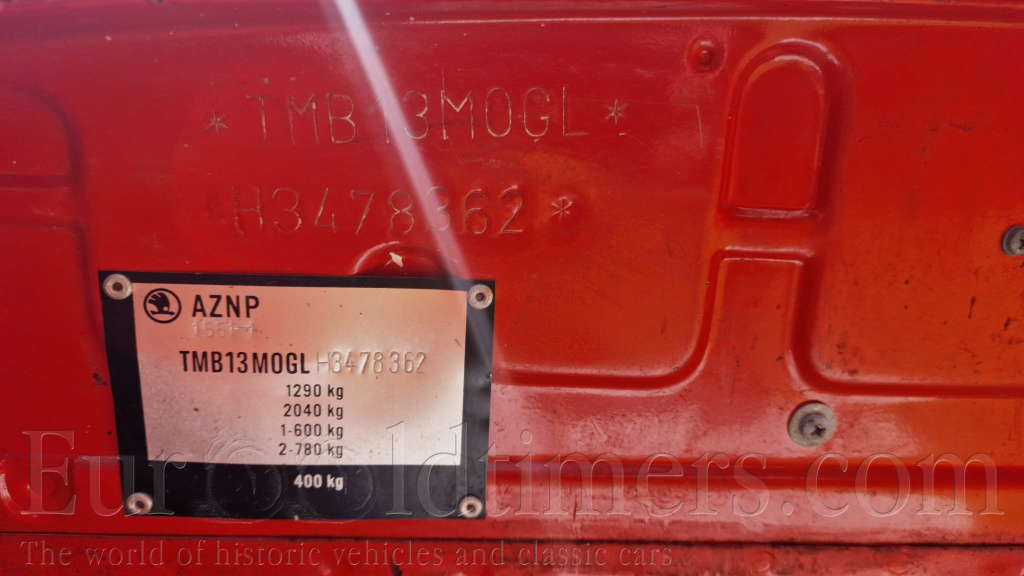 *TMB13M0GL*
*H3478362*
AZNP
TMB13M0GL H3478362
1290 kg
2040 kg
1-600 kg
2-780 kg
400 kg
EuroOldtimers.com
The world of historic vehicles and classic cars